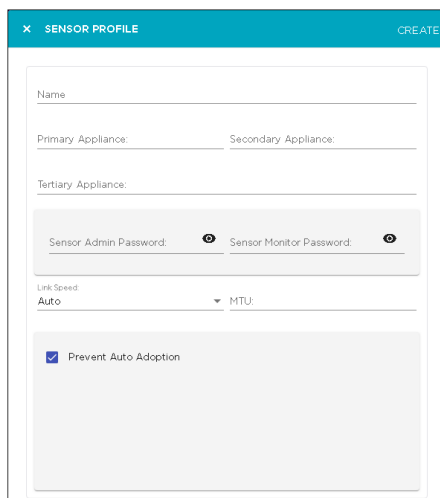 × SENSOR PROFILE CREATE
Name
Primary Appliance: Secondary Appliance:
Tertiary Appliance:
Sensor Admin Password: Sensor Monitor Password:
Link Speed:
Auto MTU:
Prevent Auto Adoption